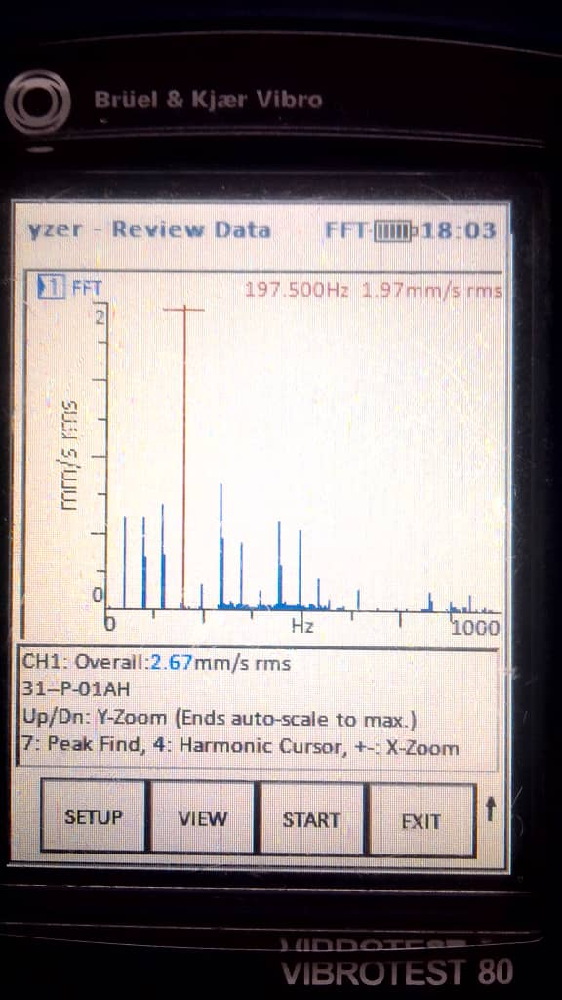 Brüel & Kjær Vibro
yzer - Review Data FFT 18:03
1 FFT 197.500Hz 1.97mm/s rms
2
mm/s rms
0
0 Hz 1000
CH1: Overall:2.67mm/s rms
31-P-01AH
Up/Dn: Y-Zoom (Ends auto-scale to max.)
7: Peak Find, 4: Harmonic Cursor, +-: X-Zoom
SETUP VIEW START EXIT
VIBROTEST 80